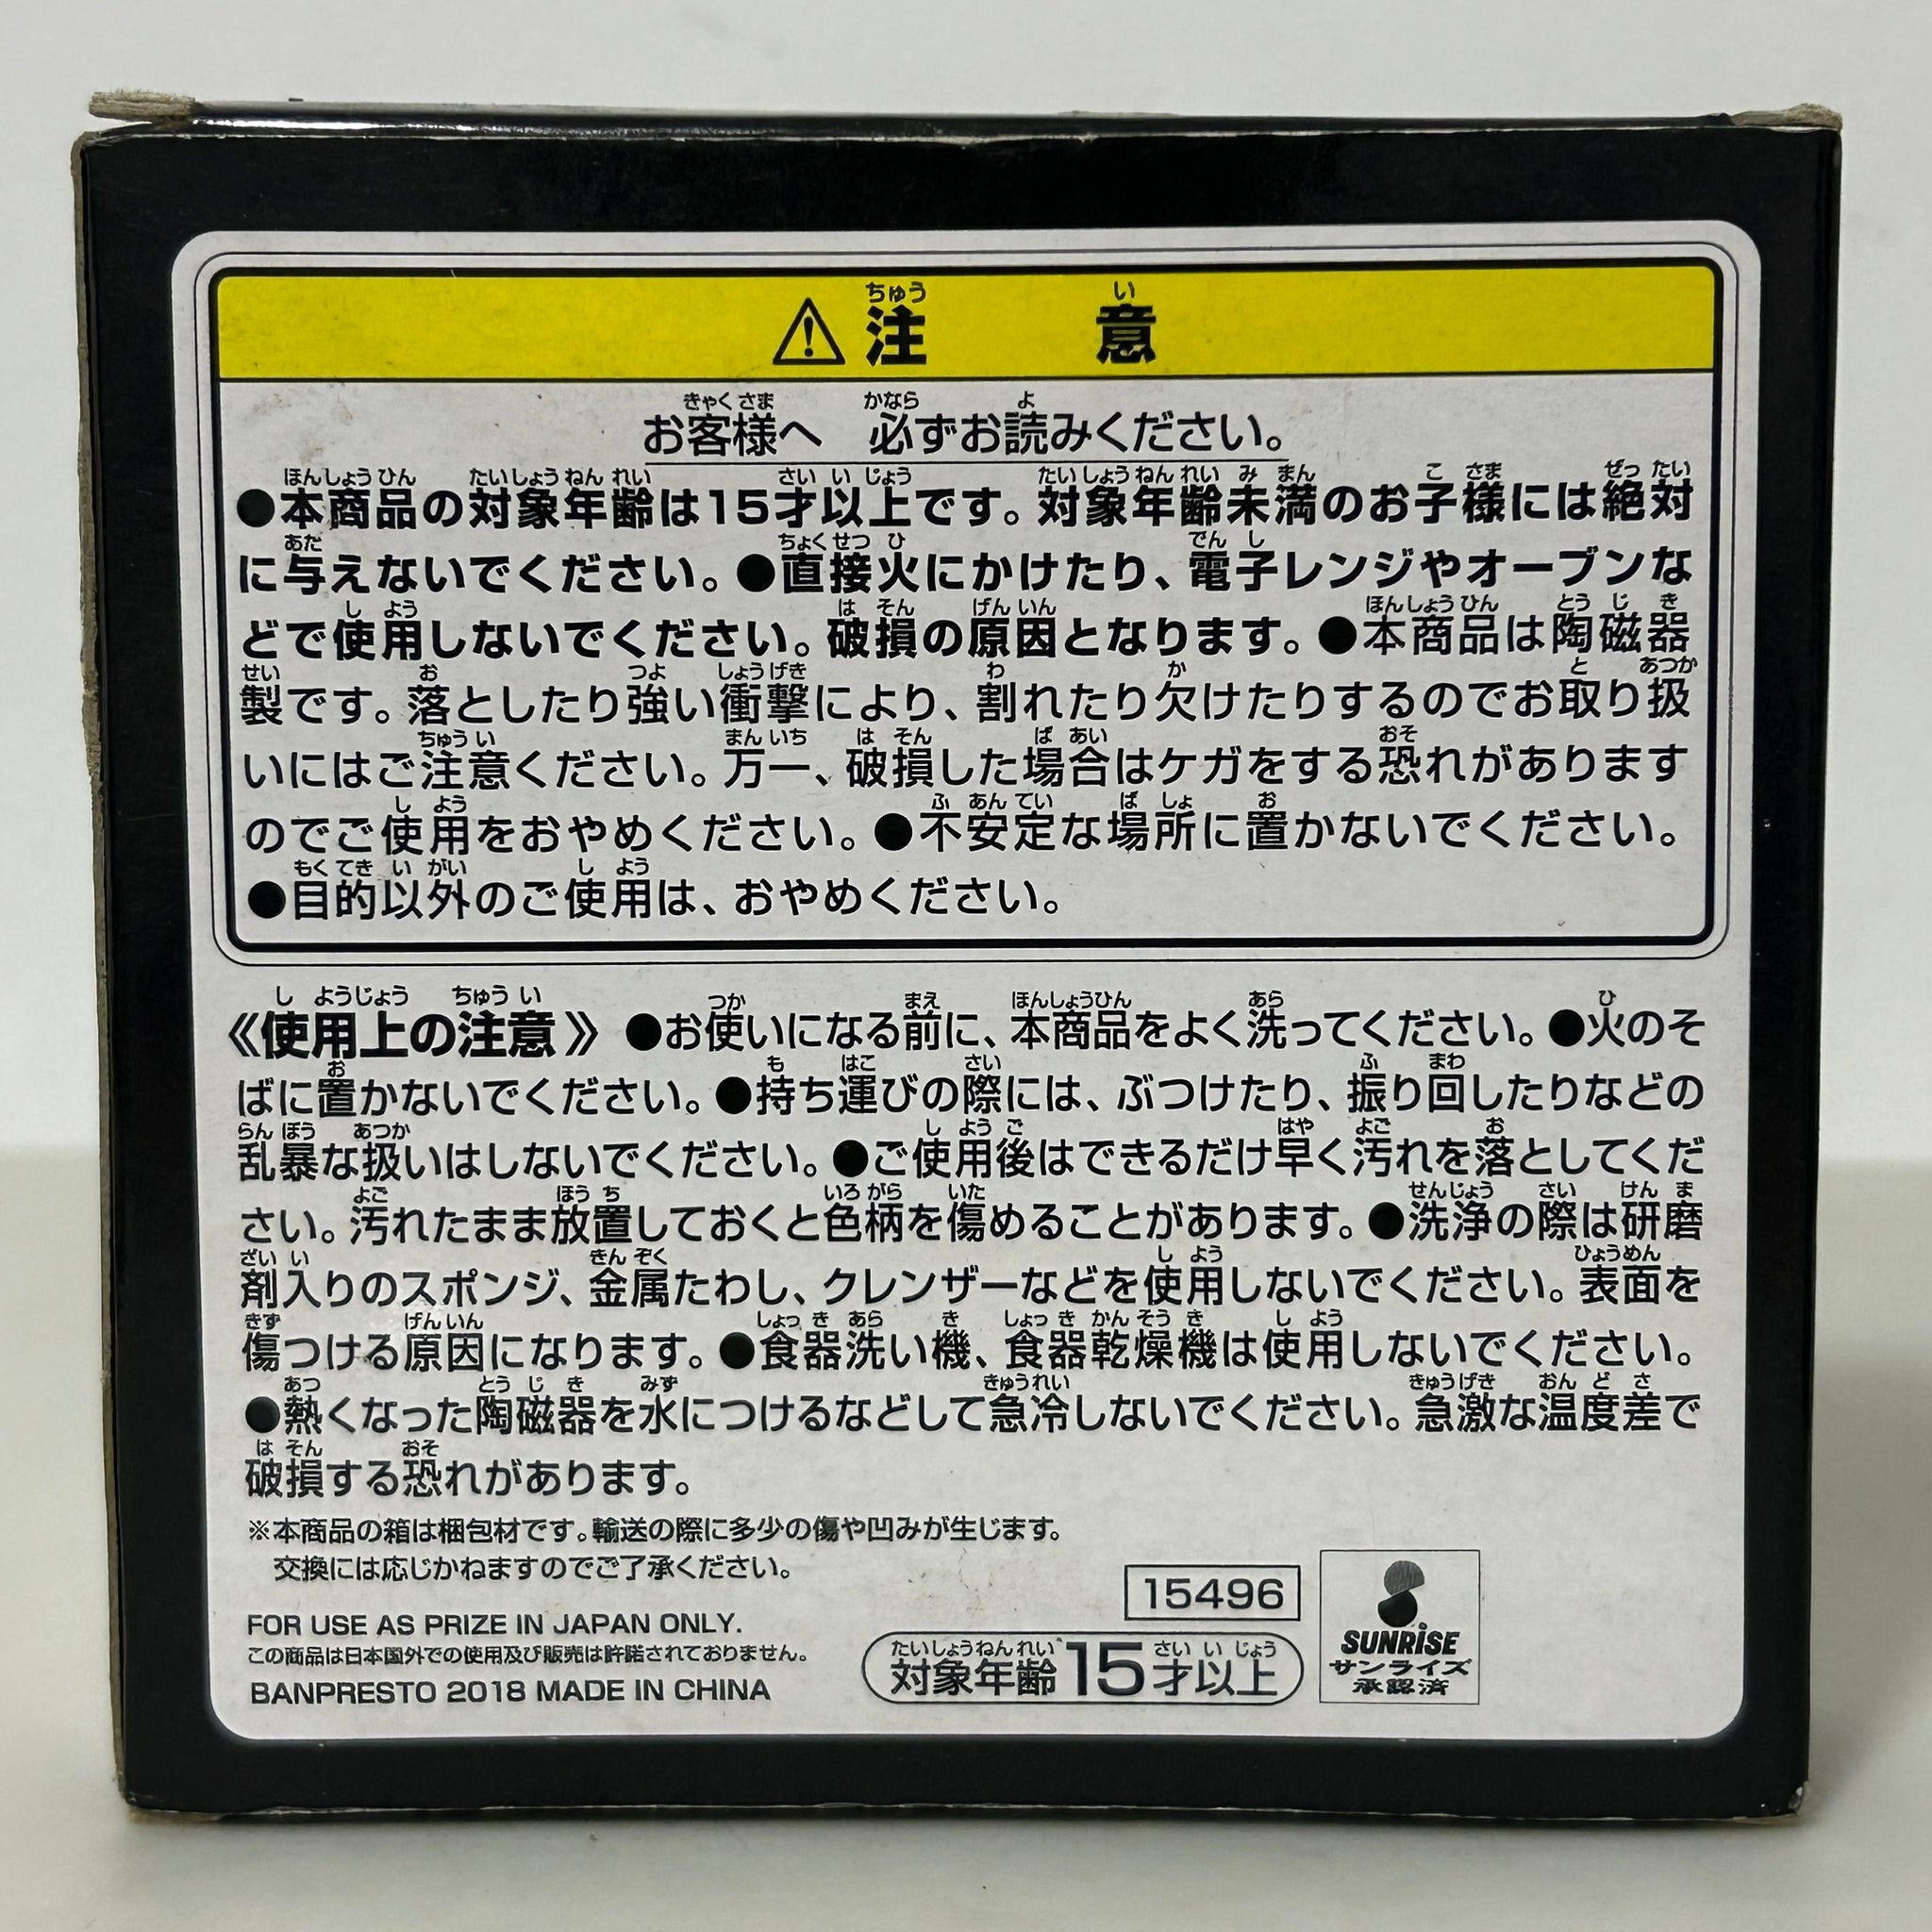 ⚠注意
お客様へ　必ずお読みください。
●本商品の対象年齢は15才以上です。対象年齢未満のお子様には絶対
に与えないでください。●直接火にかけたり、電子レンジやオーブンな
どで使用しないでください。破損の原因となります。●本商品は陶磁器
製です。落としたり強い衝撃により、割れたり欠けたりするのでお取り扱
いにはご注意ください。万一、破損した場合はケガをする恐れがあります
のでご使用をおやめください。●不安定な場所に置かないでください。
●目的以外のご使用は、おやめください。
《使用上の注意》●お使いになる前に、本商品をよく洗ってください。●火のそ
ばに置かないでください。●持ち運びの際には、ぶつけたり、振り回したりなどの
乱暴な扱いはしないでください。●ご使用後はできるだけ早く汚れを落としてくだ
さい。汚れたまま放置しておくと色柄を傷めることがあります。●洗浄の際は研磨
剤入りのスポンジ、金属たわし、クレンザーなどを使用しないでください。表面を
傷つける原因になります。●食器洗い機、食器乾燥機は使用しないでください。
●熱くなった陶磁器を水につけるなどして急冷しないでください。急激な温度差で
破損する恐れがあります。
※本商品の箱は梱包材です。輸送の際に多少の傷や凹みが生じます。
交換には応じかねますのでご了承ください。
FOR USE AS PRIZE IN JAPAN ONLY.
この商品は日本国外での使用及び販売は許諾されておりません。
BANPRESTO 2018 MADE IN CHINA
15496
対象年齢15才以上
SUNRISE
サンライズ
承認済